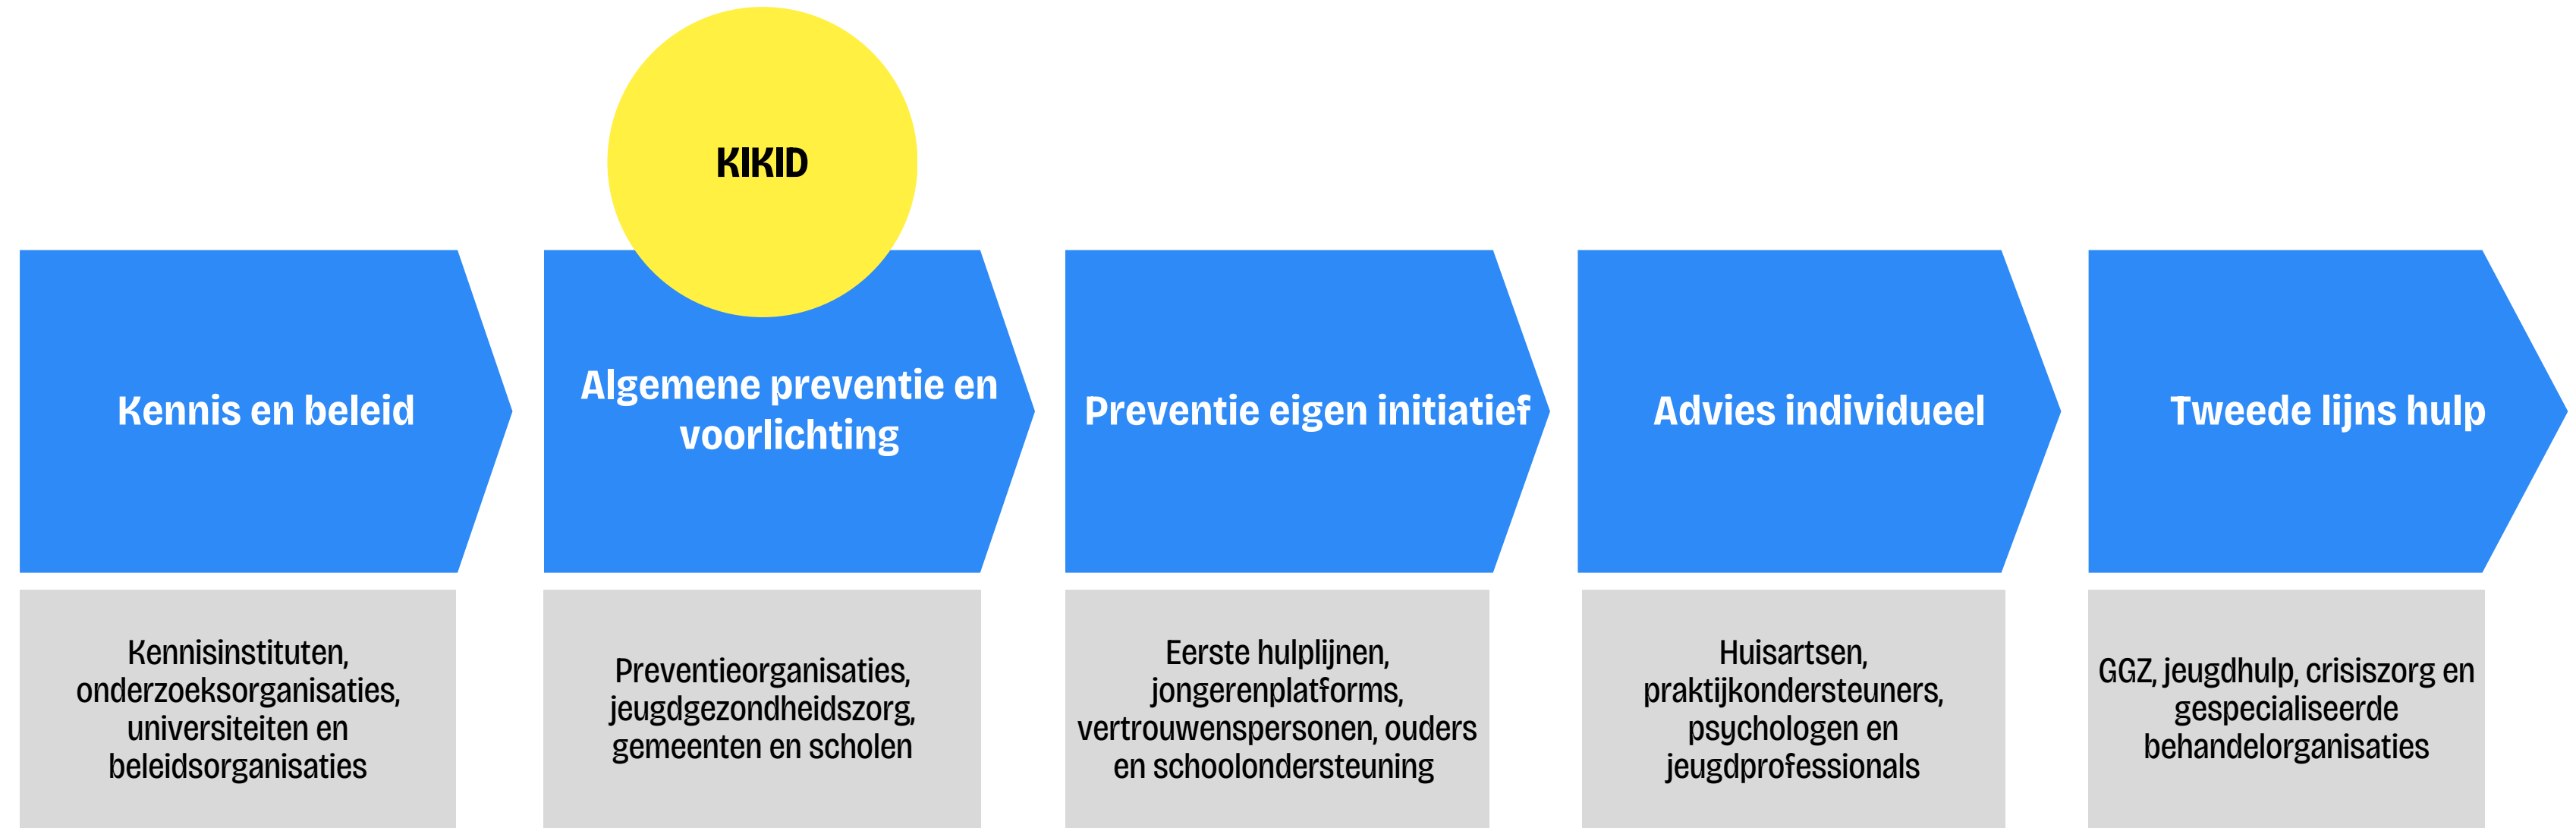 KIKID
Kennis en beleid
Algemene preventie en
voorlichting
Preventie eigen initiatief
Advies individueel
Tweede lijns hulp
Kennisinstituten,
onderzoeksorganisaties,
universiteiten en
beleidsorganisaties
Preventieorganisaties,
jeugdgezondheidszorg,
gemeenten en scholen
Eerste hulplijnen,
jongerenplatforms,
vertrouwenspersonen, ouders
en schoolondersteuning
Huisartsen,
praktijkondersteuners,
psychologen en
jeugdprofessionals
GGZ, jeugdhulp, crisiszorg en
gespecialiseerde
behandelorganisaties